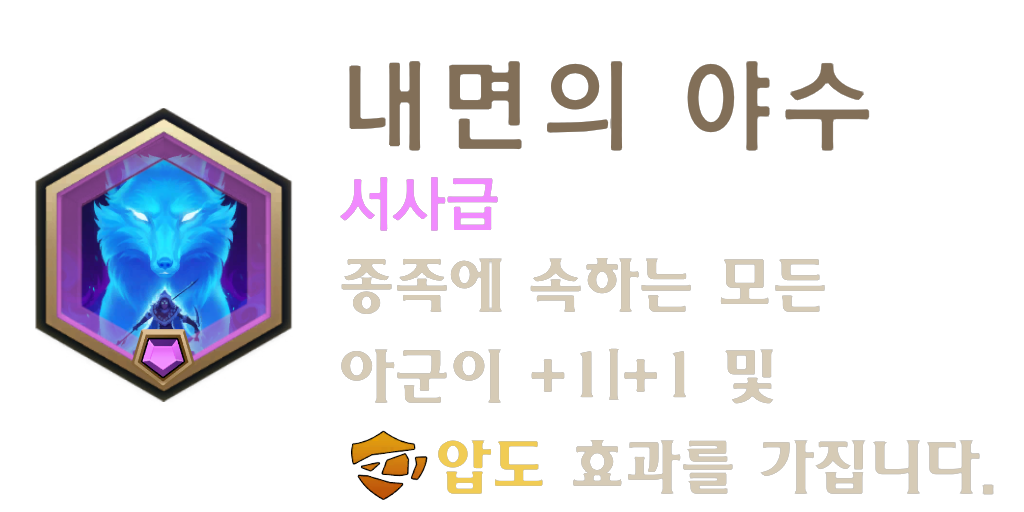 내면의 야수
서사급
종족에 속하는 모든
아군이 +1|+1 및
압도 효과를 가집니다.